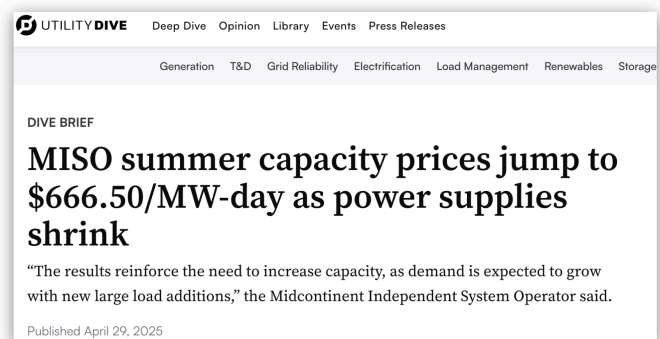 UTILITY DIVE Deep Dive Opinion Library Events Press Releases
Generation T&D Grid Reliability Electrification Load Management Renewables Storage
DIVE BRIEF
MISO summer capacity prices jump to
$666.50/MW-day as power supplies
shrink
“The results reinforce the need to increase capacity, as demand is expected to grow
with new large load additions,” the Midcontinent Independent System Operator said.
Published April 29, 2025